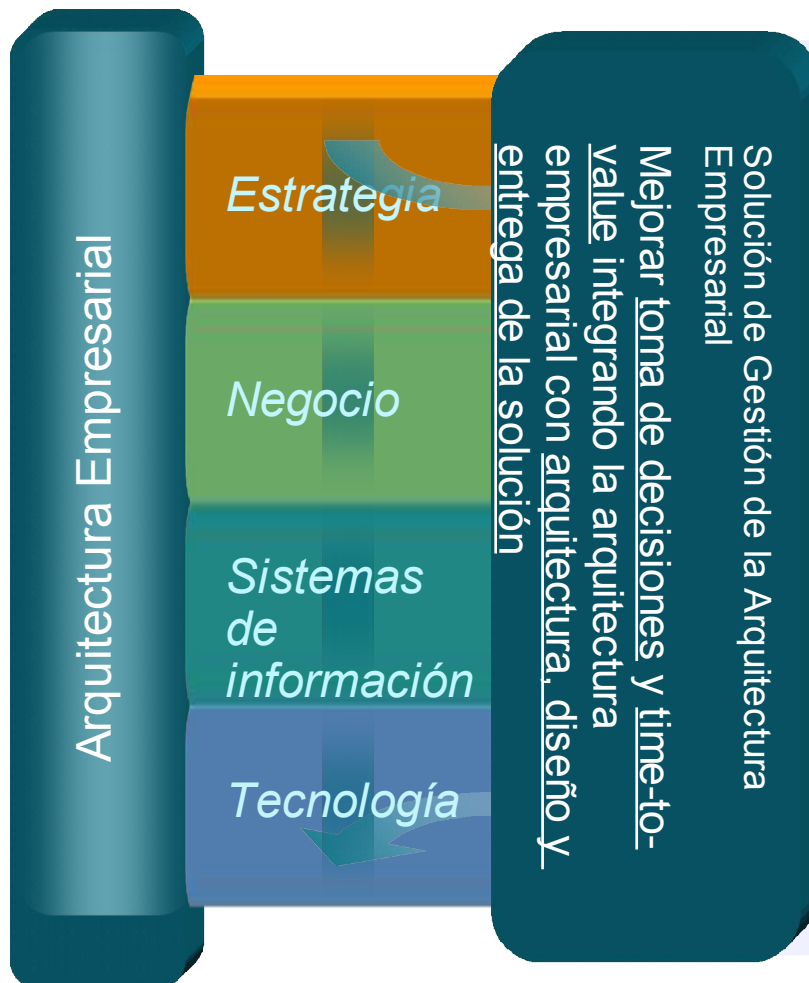 Arquitectura Empresarial
Estrategia
Negocio
Sistemas
de
información
Tecnología
Solución de Gestión de la Arquitectura
Empresarial
Mejorar toma de decisiones y time-to-
value integrando la arquitectura
empresarial con arquitectura, diseño y
entrega de la solución